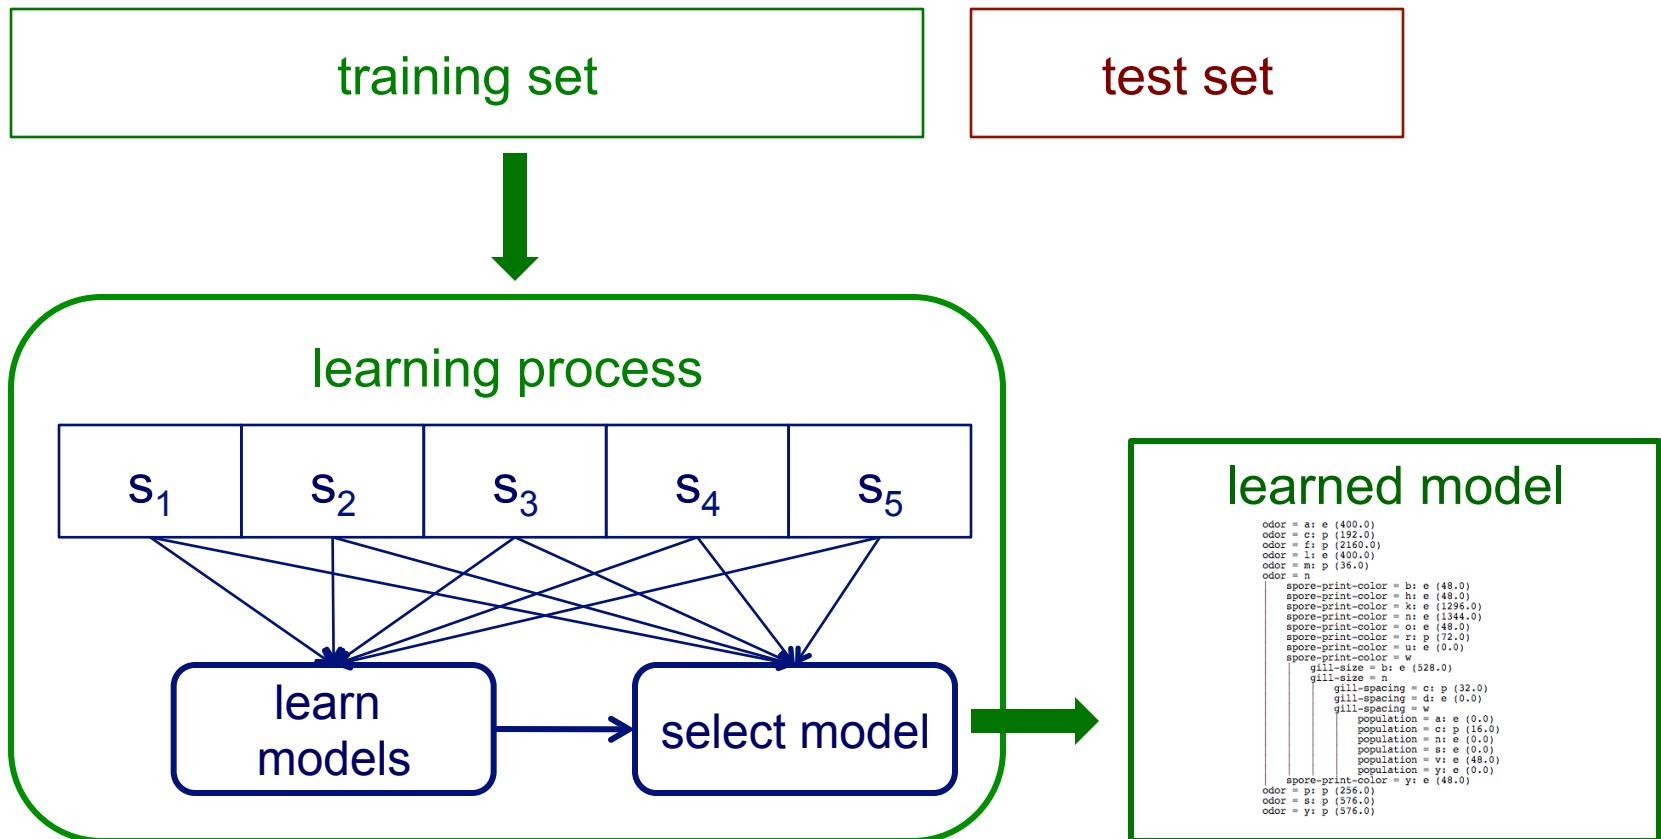 training set
test set
learning process
s1 s2 s3 s4 s5
learn
models
select model
learned model
odor = a: e (400.0)
odor = c: p (192.0)
odor = f: p (2160.0)
odor = l: e (400.0)
odor = m: p (36.0)
odor = n
| spore-print-color = b: e (48.0)
| spore-print-color = h: e (48.0)
| spore-print-color = k: e (1296.0)
| spore-print-color = n: e (1344.0)
| spore-print-color = o: e (48.0)
| spore-print-color = r: p (72.0)
| spore-print-color = u: e (0.0)
| spore-print-color = w
| | gill-size = b: e (528.0)
| | gill-size = n
| | | gill-spacing = c: p (32.0)
| | | gill-spacing = d: e (0.0)
| | | gill-spacing = w
| | | | population = a: e (0.0)
| | | | population = c: p (16.0)
| | | | population = n: e (0.0)
| | | | population = s: e (0.0)
| | | | population = v: e (48.0)
| | | | population = y: e (0.0)
| spore-print-color = y: e (48.0)
odor = p: p (256.0)
odor = s: p (576.0)
odor = y: p (576.0)